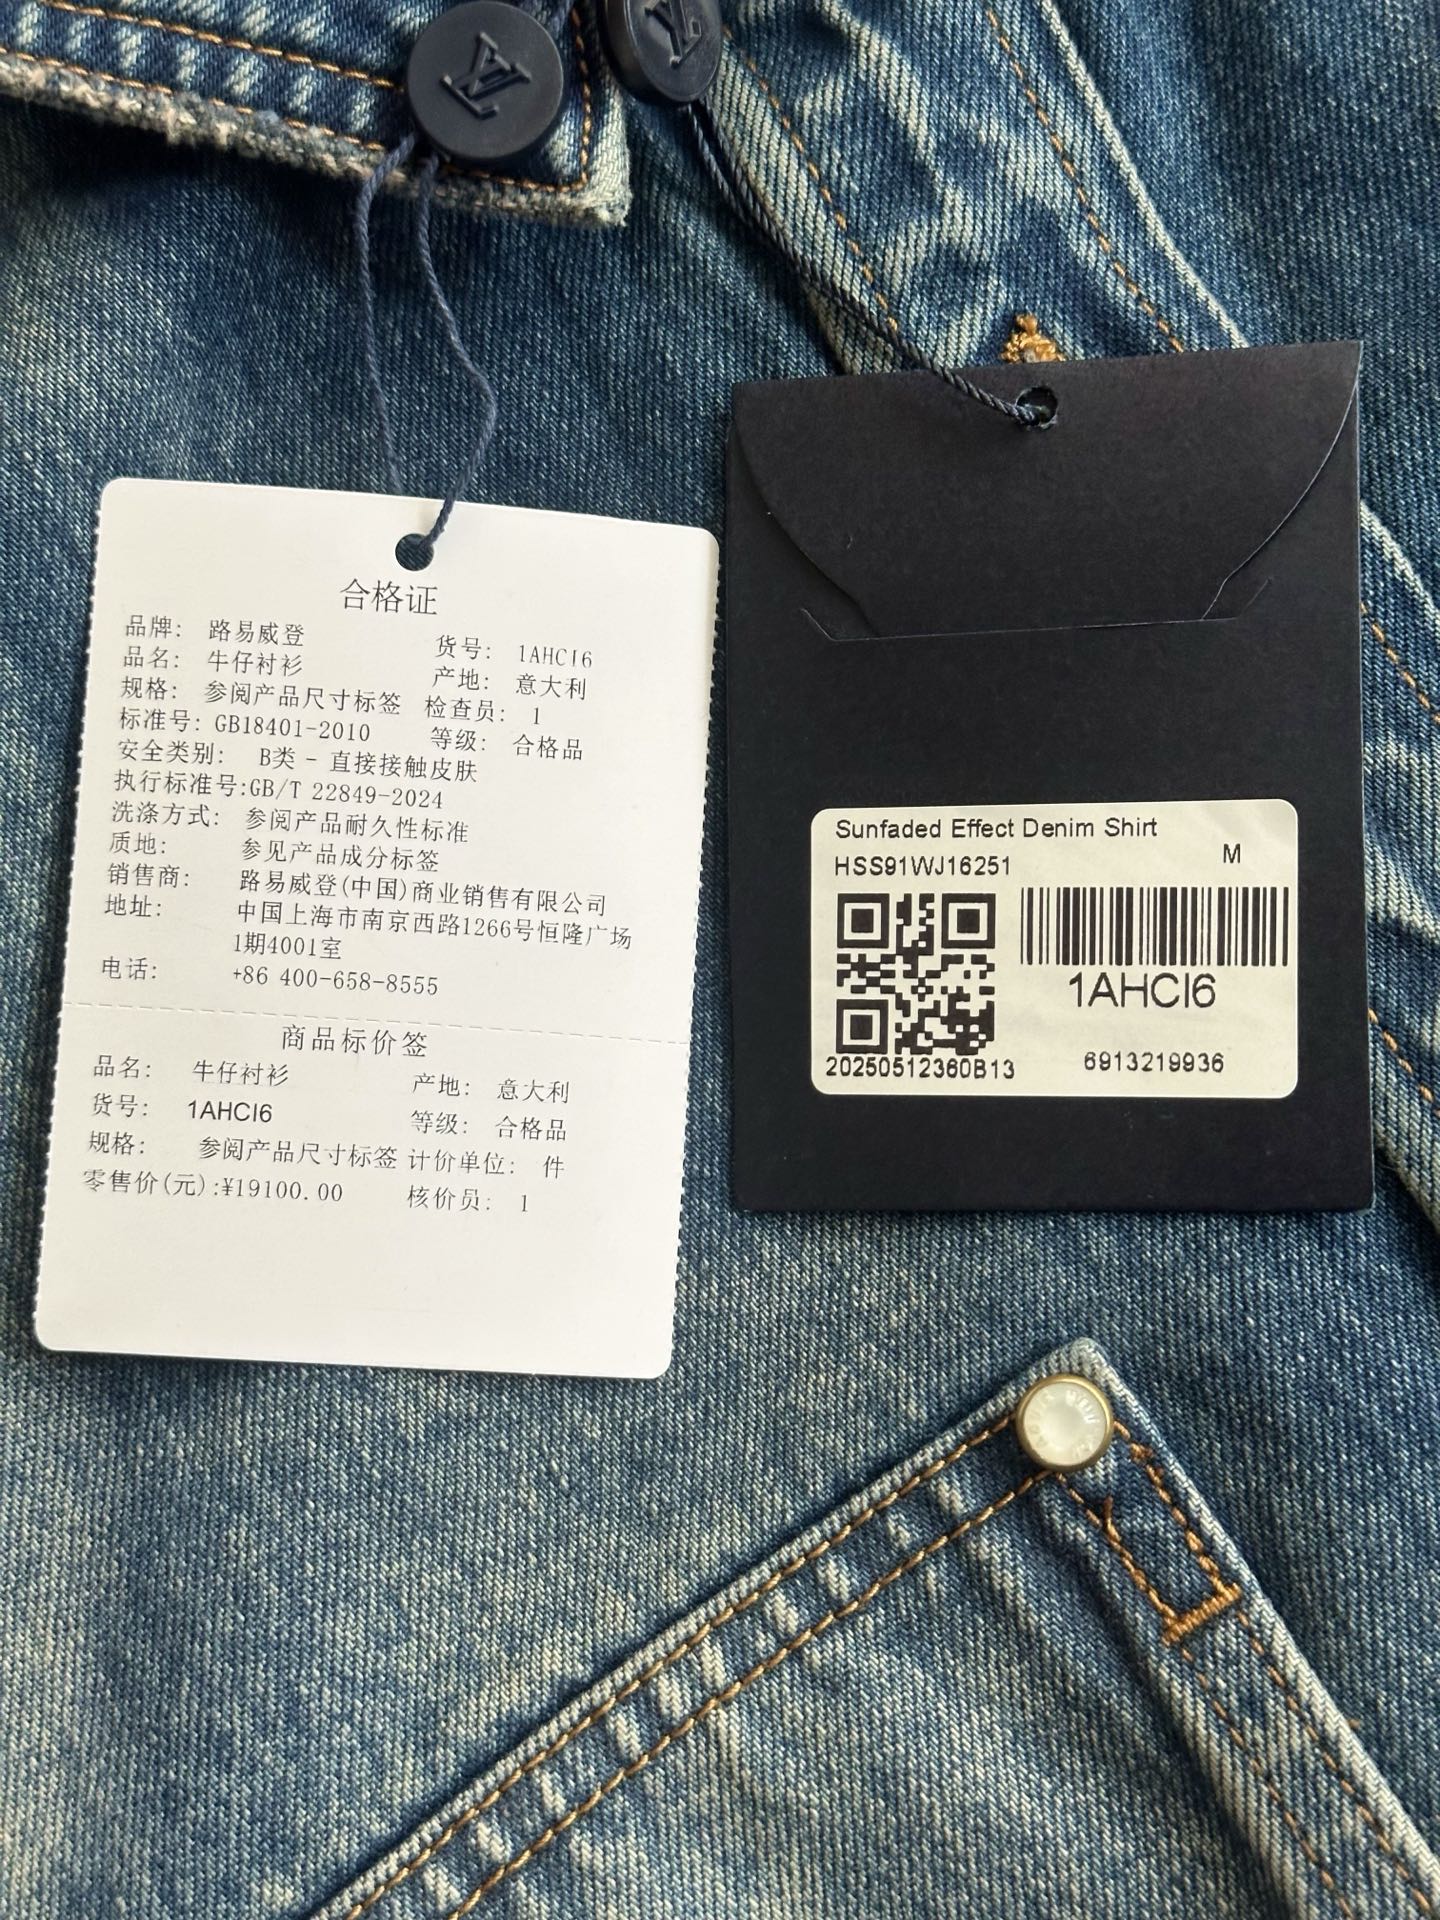 LV
LV
合格证
品牌: 路易威登 货号: 1AHCI6
品名: 牛仔衬衫 产地: 意大利
规格: 参阅产品尺寸标签 检查员: 1
标准号: GB18401-2010 等级: 合格品
安全类别: B类 - 直接接触皮肤
执行标准号:GB/T 22849-2024
洗涤方式: 参阅产品耐久性标准
质地: 参见产品成分标签
销售商: 路易威登(中国)商业销售有限公司
地址: 中国上海市南京西路1266号恒隆广场
1期4001室
电话: +86 400-658-8555
商品标价签
品名: 牛仔衬衫 产地: 意大利
货号: 1AHCI6 等级: 合格品
规格: 参阅产品尺寸标签 计价单位: 件
零售价(元):¥19100.00 核价员: 1
Sunfaded Effect Denim Shirt
HSS91WJ16251 M
1AHCI6
20250512360B13 6913219936